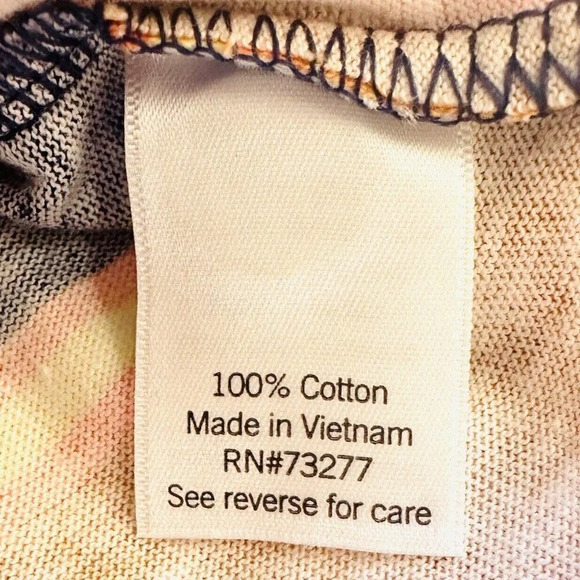 100% Cotton
Made in Vietnam
RN#73277
See reverse for care